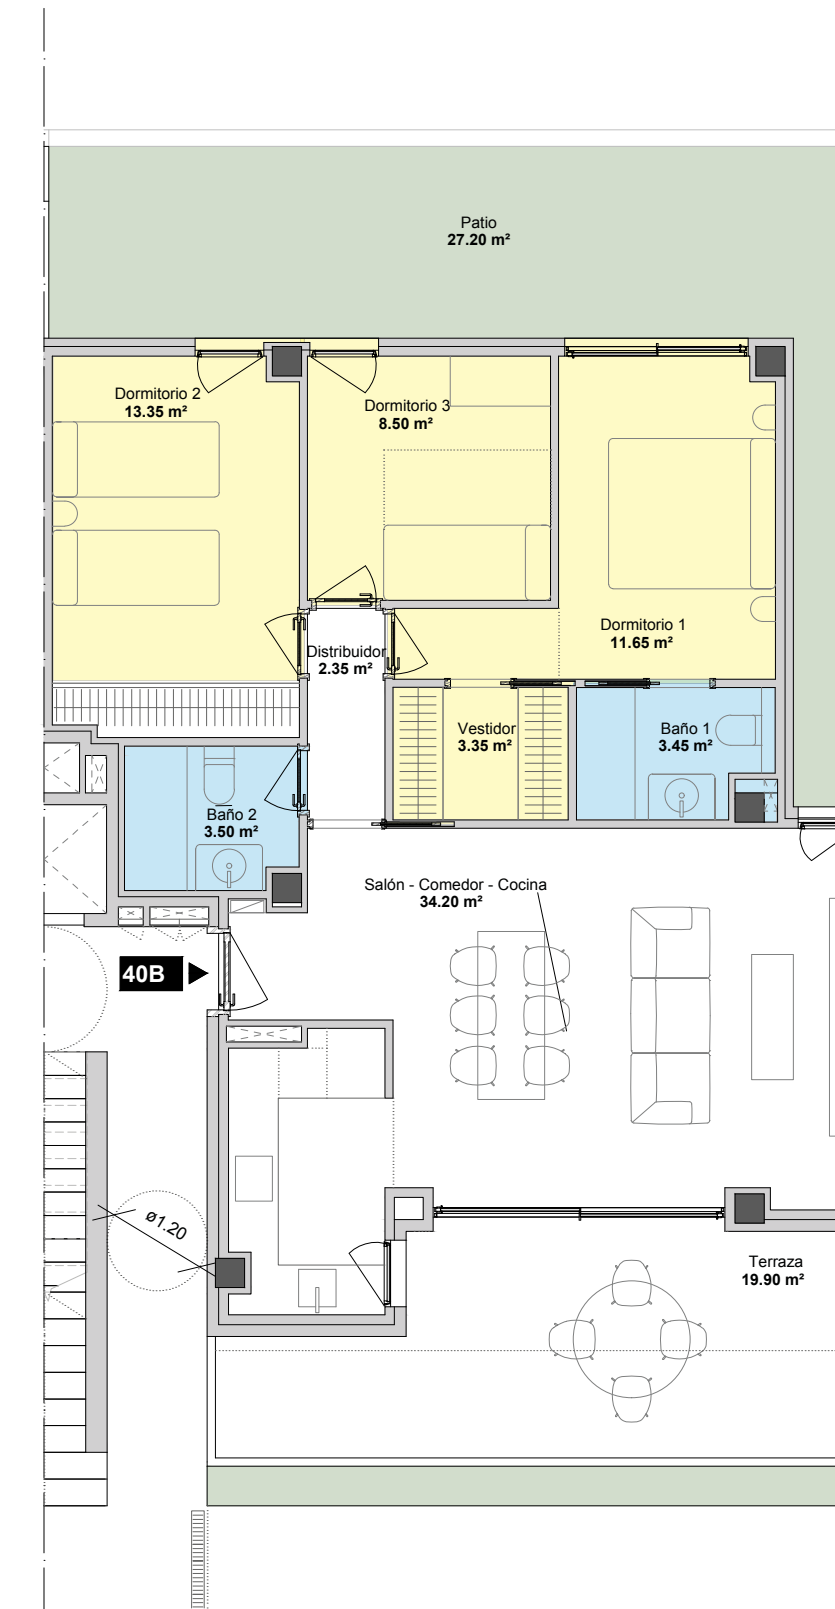 Patio
27.20 m²
Dormitorio 2
13.35 m²
Dormitorio 3
8.50 m²
Dormitorio 1
11.65 m²
Distribuidor
2.35 m²
Vestidor
3.35 m²
Baño 1
3.45 m²
Baño 2
3.50 m²
Salón - Comedor - Cocina
34.20 m²
40B
ø1.20
Terraza
19.90 m²